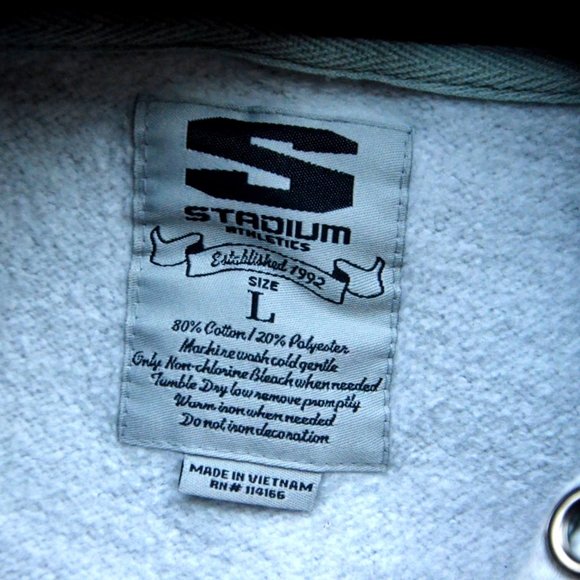 S
STADIUM
ATHLETICS
Established 1992
SIZE
L
80% Cotton / 20% Polyester
Machine wash cold gentle
Only Non-chlorine Bleach when needed
Tumble Dry low remove promptly
Warm iron when needed
Do not iron decoration
MADE IN VIETNAM
RN# 114166